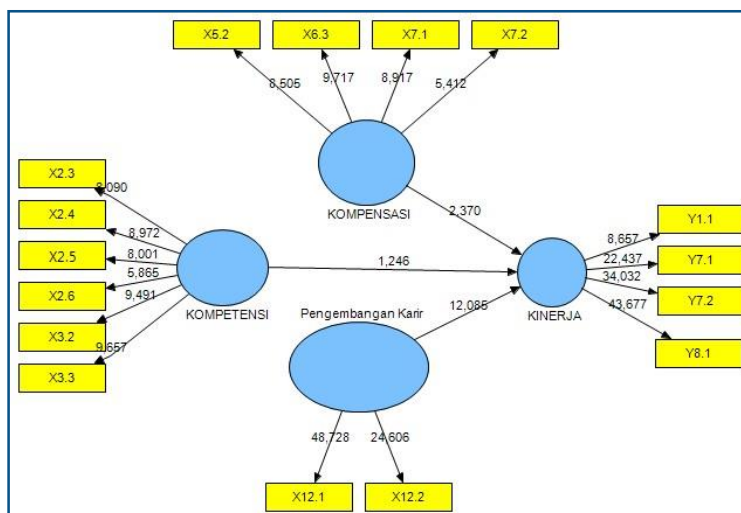 X5.2
X6.3
X7.1
X7.2
8,505
9,717
8,917
5,412
KOMPENSASI
X2.3
X2.4
X2.5
X2.6
X3.2
X3.3
8,972
8,001
5,865
9,491
9,657
KOMPETENSI
2,370
1,246
12,085
Pengembangan Karir
KINERJA
8,657
22,437
34,032
43,677
Y1.1
Y7.1
Y7.2
Y8.1
48,728
24,606
X12.1
X12.2